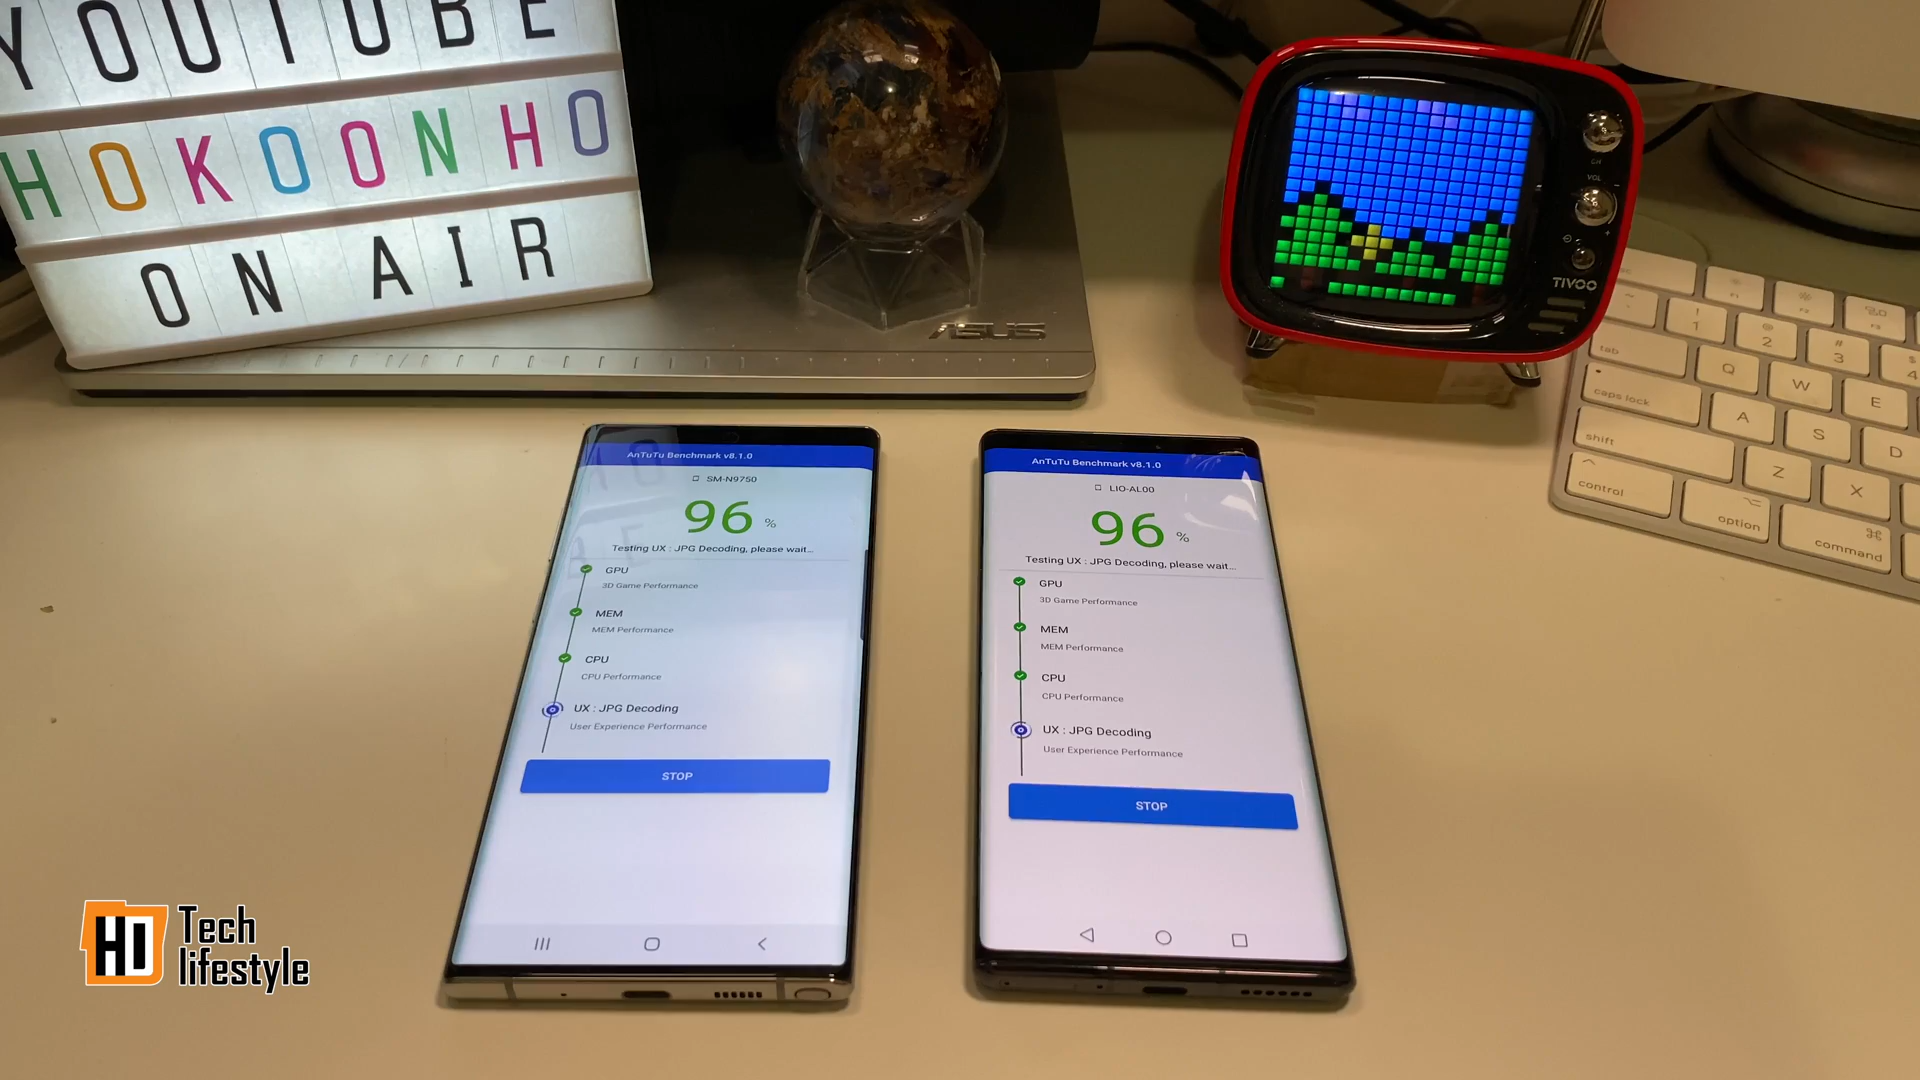 YOUTUBE
HOKOONHO
ON AIR
ASUS
CH
VOL
TIVOO
AnTuTu Benchmark v8.1.0
SM-N9750
96 %
Testing UX : JPG Decoding, please wait...
GPU
3D Game Performance
MEM
MEM Performance
CPU
CPU Performance
UX : JPG Decoding
User Experience Performance
STOP
AnTuTu Benchmark v8.1.0
LIO-AL00
96 %
Testing UX : JPG Decoding, please wait...
GPU
3D Game Performance
MEM
MEM Performance
CPU
CPU Performance
UX : JPG Decoding
User Experience Performance
STOP
! 1 @ 2 # 3 $ 4
tab Q W E
caps lock A S D
shift Z X
control option command
HD Tech
lifestyle